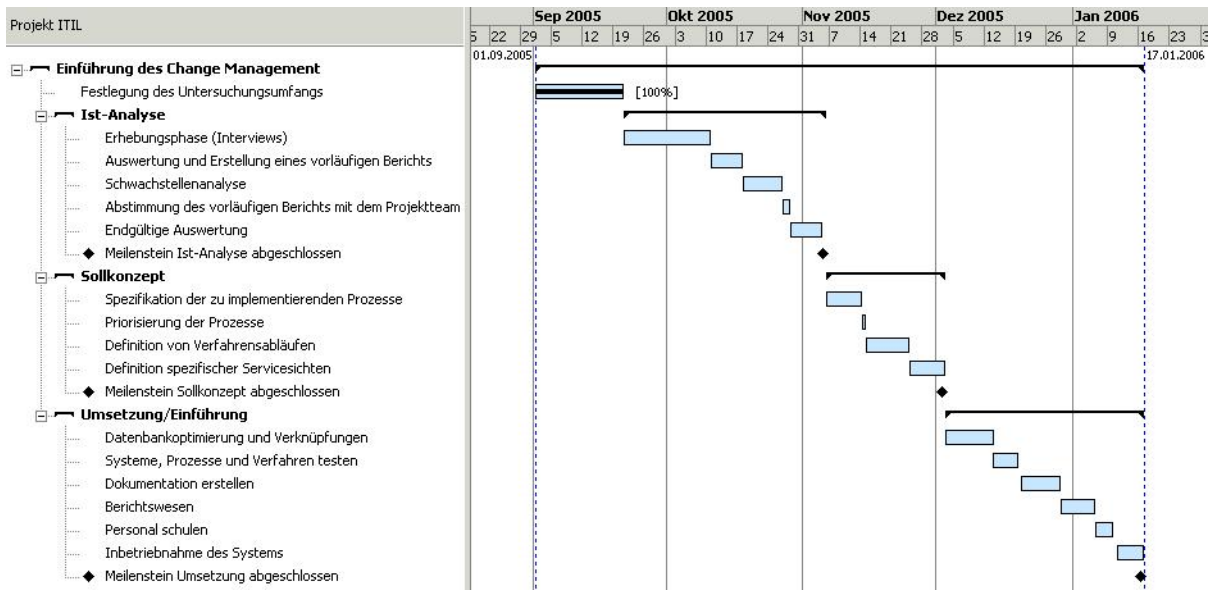 Projekt ITIL
Sep 2005 Okt 2005 Nov 2005 Dez 2005 Jan 2006
5 22 29 5 12 19 26 3 10 17 24 31 7 14 21 28 5 12 19 26 2 9 16 23 3
01.09.2005 17.01.2006
Einführung des Change Management
Festlegung des Untersuchungsumfangs [100%]
Ist-Analyse
Erhebungsphase (Interviews)
Auswertung und Erstellung eines vorläufigen Berichts
Schwachstellenanalyse
Abstimmung des vorläufigen Berichts mit dem Projektteam
Endgültige Auswertung
Meilenstein Ist-Analyse abgeschlossen
Sollkonzept
Spezifikation der zu implementierenden Prozesse
Priorisierung der Prozesse
Definition von Verfahrensabläufen
Definition spezifischer Servicesichten
Meilenstein Sollkonzept abgeschlossen
Umsetzung/Einführung
Datenbankoptimierung und Verknüpfungen
Systeme, Prozesse und Verfahren testen
Dokumentation erstellen
Berichtswesen
Personal schulen
Inbetriebnahme des Systems
Meilenstein Umsetzung abgeschlossen